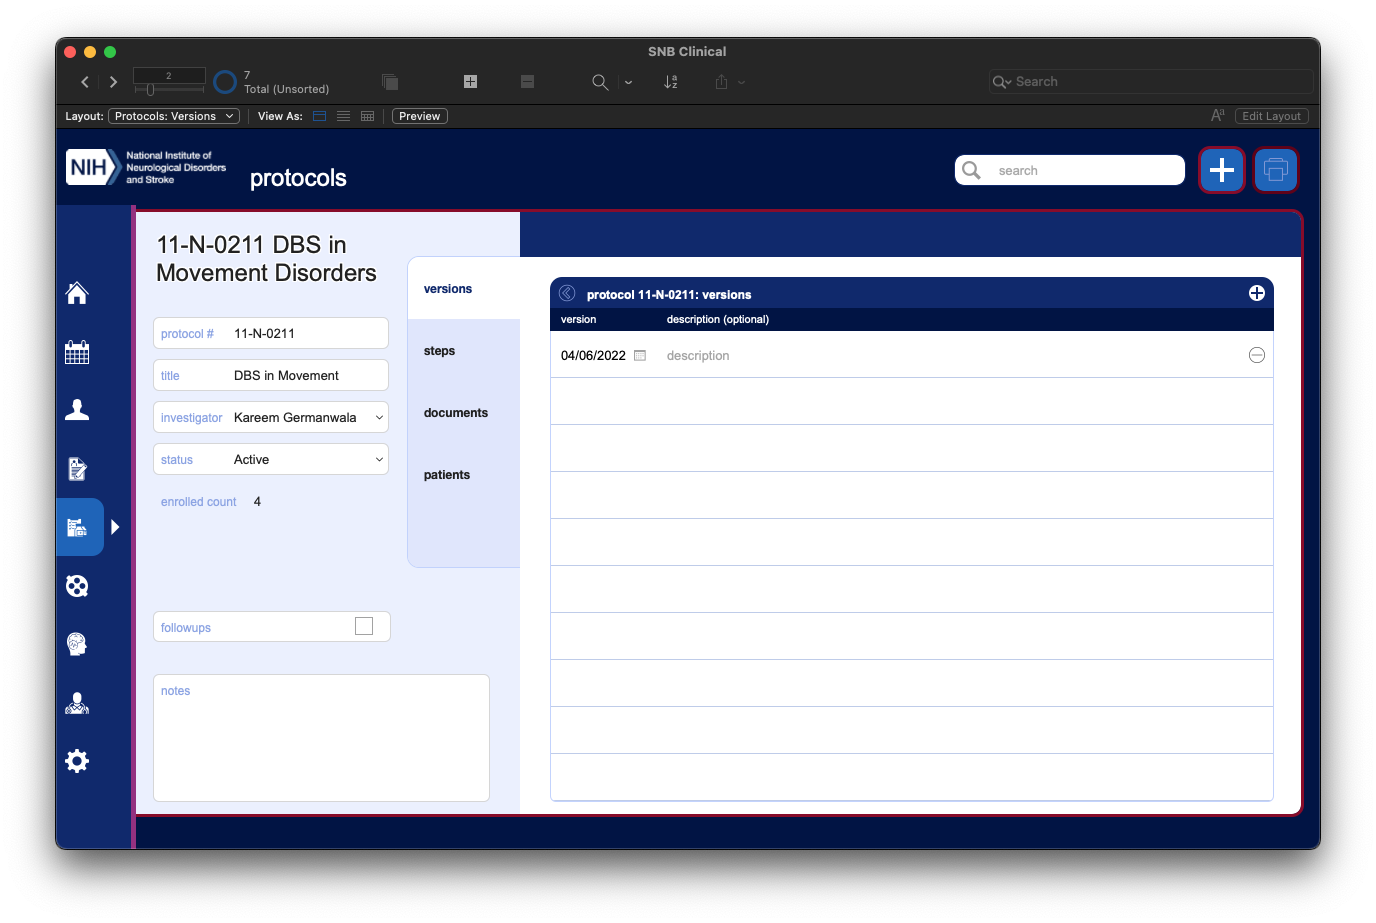 SNB Clinical
2
7
Total (Unsorted)
Search
Layout: Protocols: Versions View As: Preview
Aa Edit Layout
NIH
National Institute of
Neurological Disorders
and Stroke
protocols
search
11-N-0211 DBS in
Movement Disorders
protocol # 11-N-0211
title DBS in Movement
investigator Kareem Germanwala
status Active
enrolled count 4
followups
notes
versions
steps
documents
patients
protocol 11-N-0211: versions
version description (optional)
04/06/2022 description